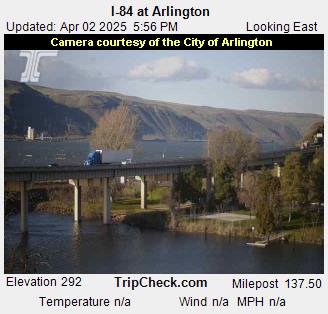 I-84 at Arlington
Updated: Apr 02 2025 5:56 PM Looking East
Camera courtesy of the City of Arlington
Elevation 292 TripCheck.com Milepost 137.50
Temperature n/a Wind n/a MPH n/a